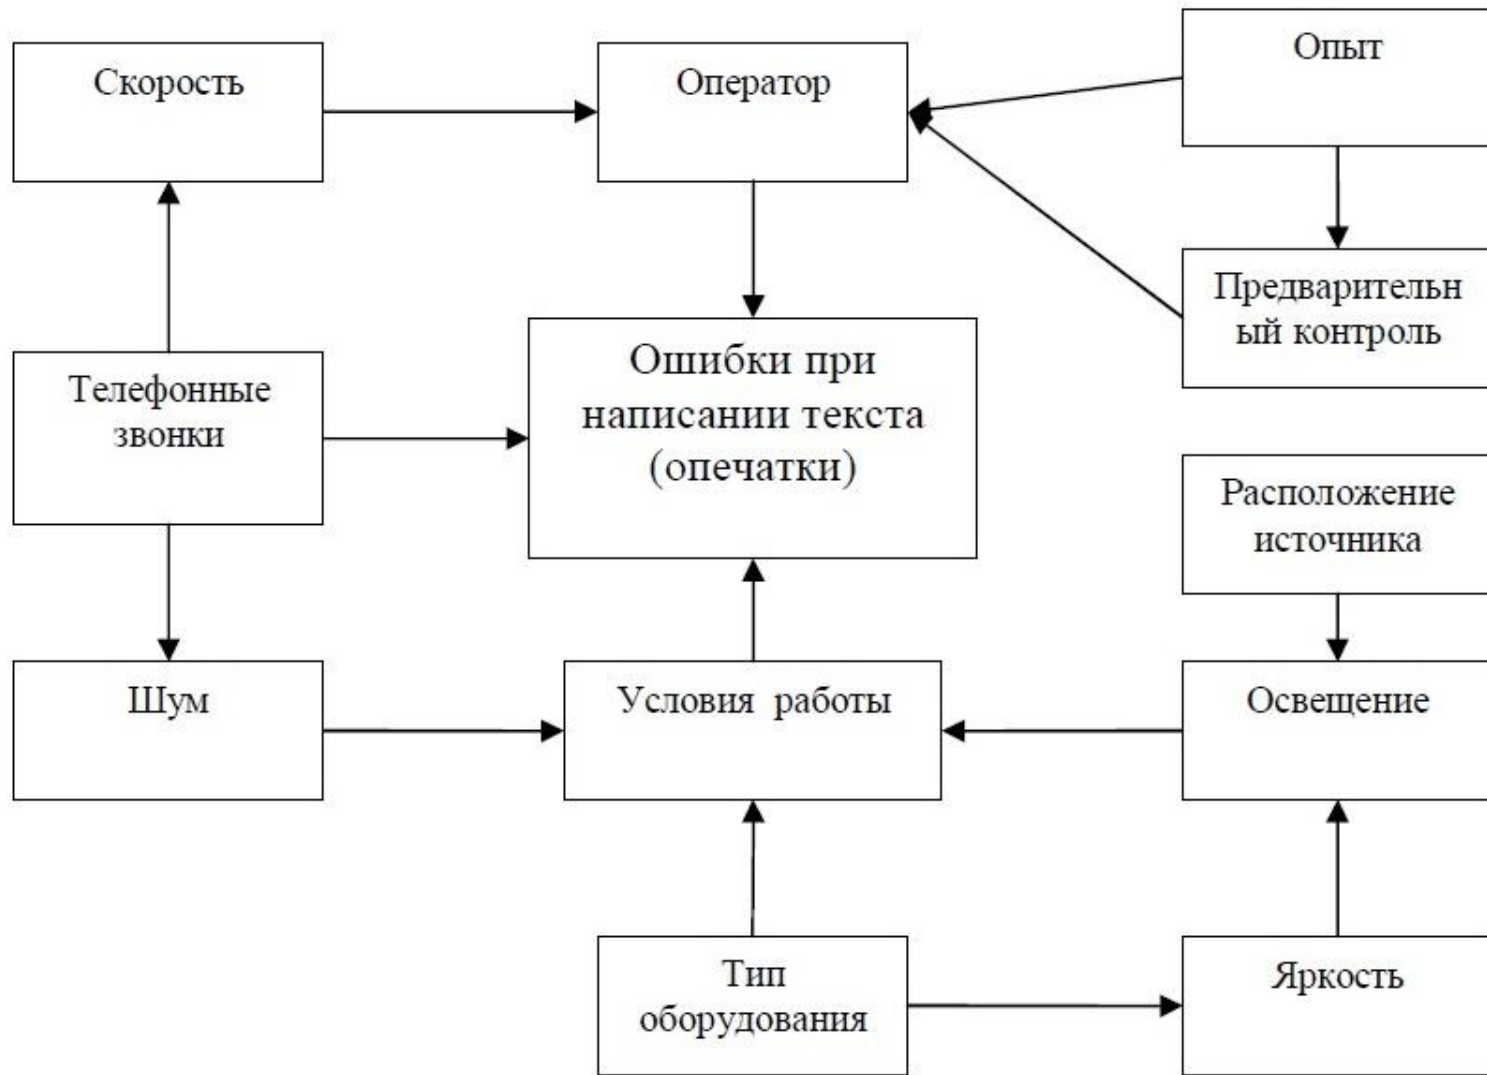 Скорость
Оператор
Опыт
Предварительн
ый контроль
Телефонные
звонки
Ошибки при
написании текста
(опечатки)
Расположение
источника
Шум
Условия работы
Освещение
Тип
оборудования
Яркость